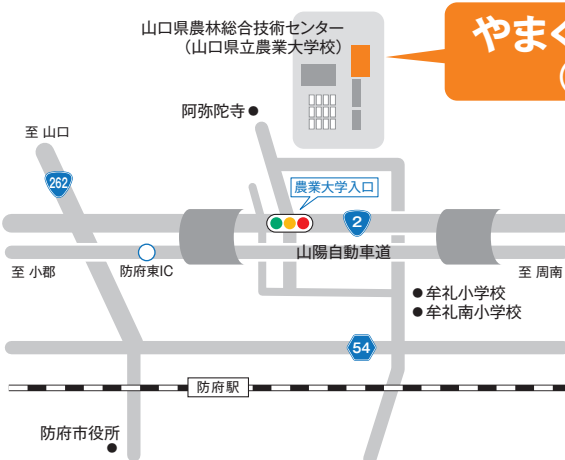 山口県農林総合技術センター
(山口県立農業大学校)
やまぐ
阿弥陀寺
至 山口
262
農業大学入口
2
山陽自動車道
至 小郡
防府東IC
至 周南
牟礼小学校
牟礼南小学校
54
防府駅
防府市役所